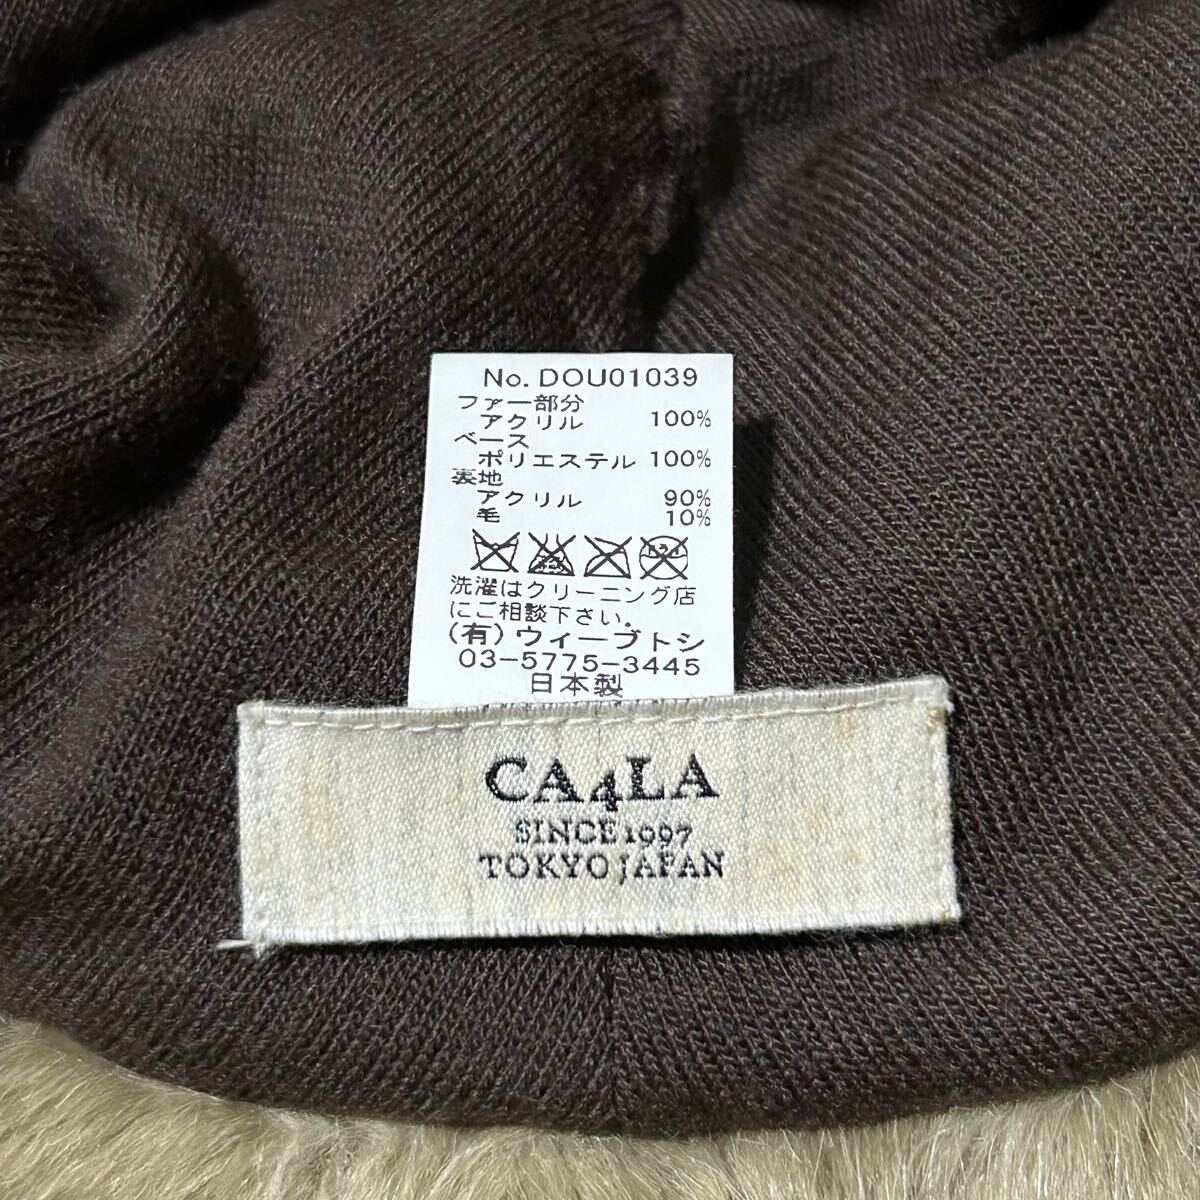 No. DOU01039
ファー部分
アクリル 100%
ベース
ポリエステル 100%
裏地
アクリル 90%
毛 10%
洗濯はクリーニング店
にご相談下さい。
(有)ウィーブトシ
03-5775-3445
日本製
CA4LA
SINCE 1997
TOKYO JAPAN